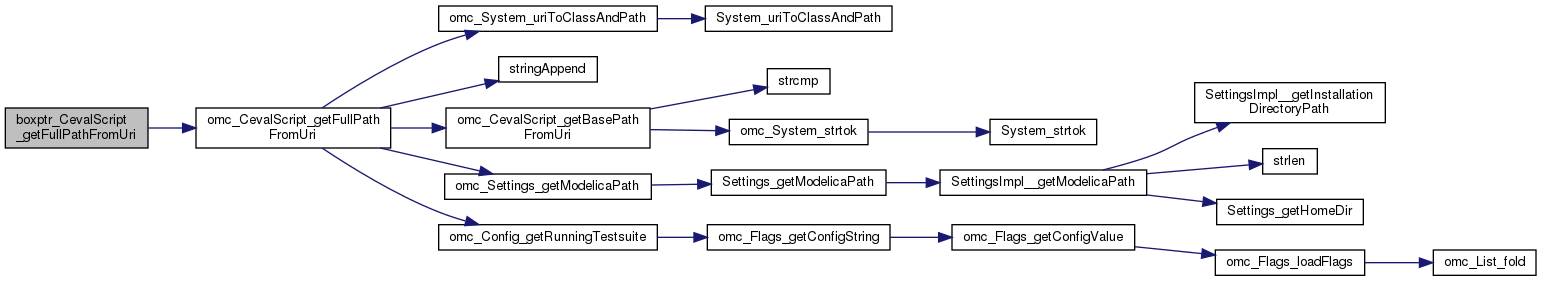 boxptr_CevalScript
_getFullPathFromUri
omc_CevalScript_getFullPath
FromUri
omc_System_uriToClassAndPath
System_uriToClassAndPath
stringAppend
omc_CevalScript_getBasePath
FromUri
strcmp
omc_System_strtok
System_strtok
omc_Settings_getModelicaPath
Settings_getModelicaPath
SettingsImpl__getModelicaPath
SettingsImpl__getInstallation
DirectoryPath
strlen
Settings_getHomeDir
omc_Config_getRunningTestsuite
omc_Flags_getConfigString
omc_Flags_getConfigValue
omc_Flags_loadFlags
omc_List_fold